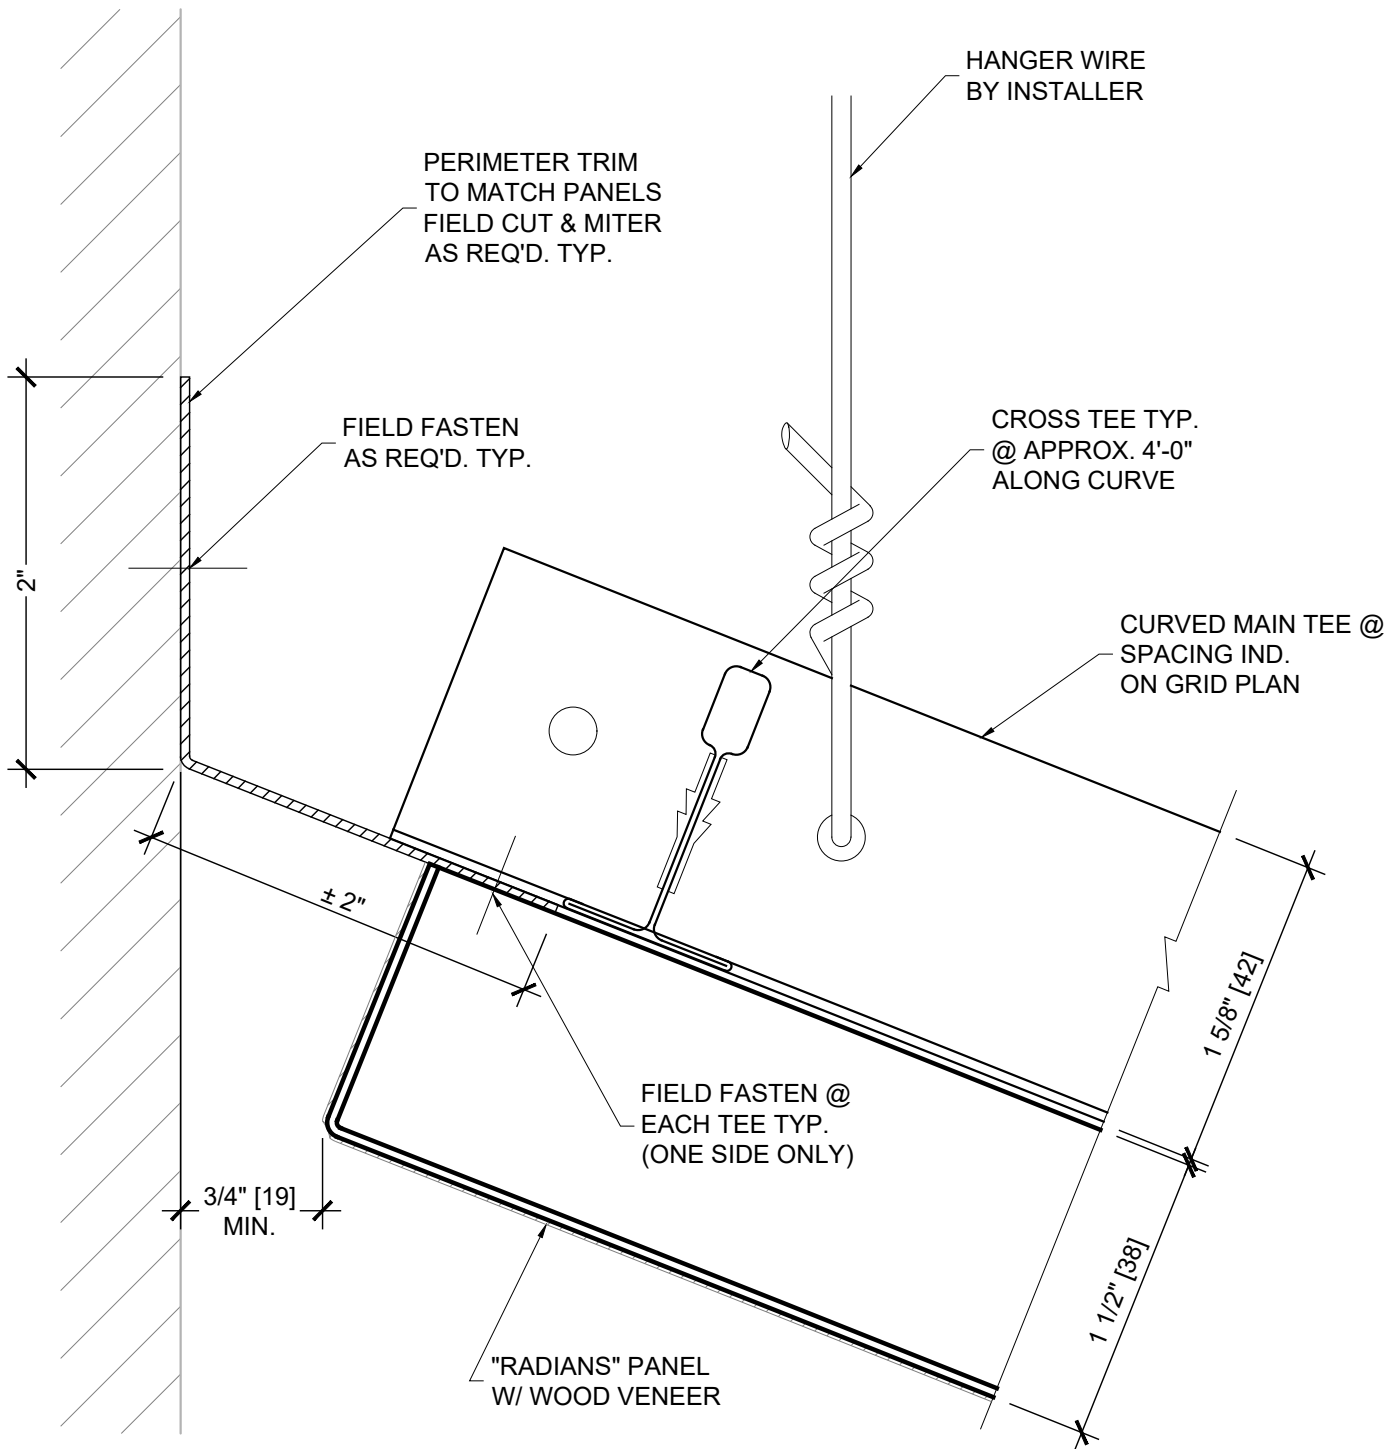 HANGER WIRE
BY INSTALLER
PERIMETER TRIM
TO MATCH PANELS
FIELD CUT & MITER
AS REQ'D. TYP.
FIELD FASTEN
AS REQ'D. TYP.
CROSS TEE TYP.
@ APPROX. 4'-0"
ALONG CURVE
2"
CURVED MAIN TEE @
SPACING IND.
ON GRID PLAN
± 2"
1 5/8" [42]
FIELD FASTEN @
EACH TEE TYP.
(ONE SIDE ONLY)
3/4" [19]
MIN.
1 1/2" [38]
"RADIANS" PANEL
W/ WOOD VENEER